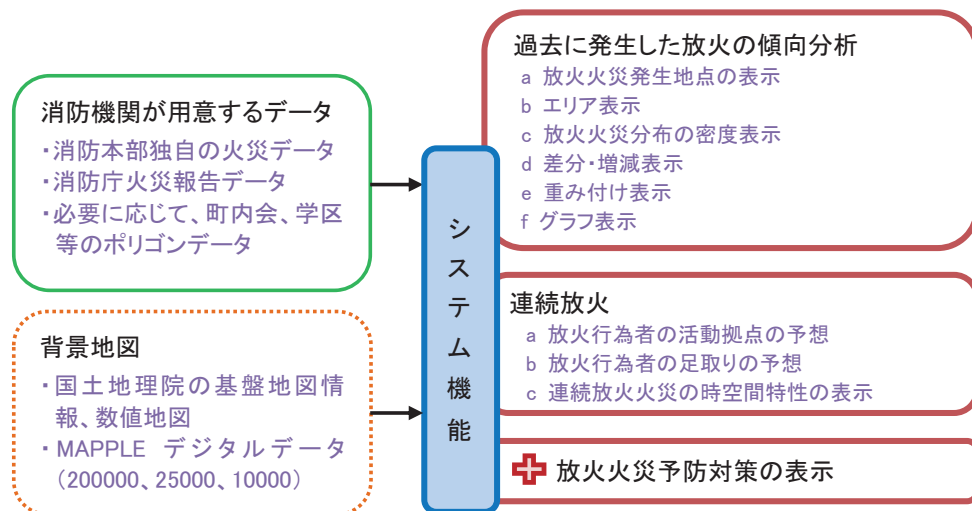 消防機関が用意するデータ
・消防本部独自の火災データ
・消防庁火災報告データ
・必要に応じて、町内会、学区
等のポリゴンデータ
背景地図
・国土地理院の基盤地図情
報、数値地図
・MAPPLE デジタルデータ
(200000、25000、10000)
システム機能
過去に発生した放火の傾向分析
a 放火火災発生地点の表示
b エリア表示
c 放火火災分布の密度表示
d 差分・増減表示
e 重み付け表示
f グラフ表示
連続放火
a 放火行為者の活動拠点の予想
b 放火行為者の足取りの予想
c 連続放火火災の時空間特性の表示
放火火災予防対策の表示